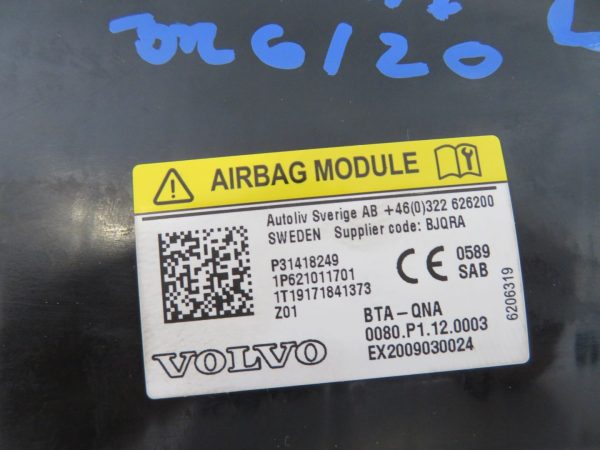 AIRBAG MODULE
Autoliv Sverige AB +46(0)322 626200
SWEDEN Supplier code: BJQRA
P31418249
1P621011701
1T19171841373
Z01
CE 0589
SAB
BTA-QNA
0080.P1.12.0003
EX2009030024
VOLVO
6206319